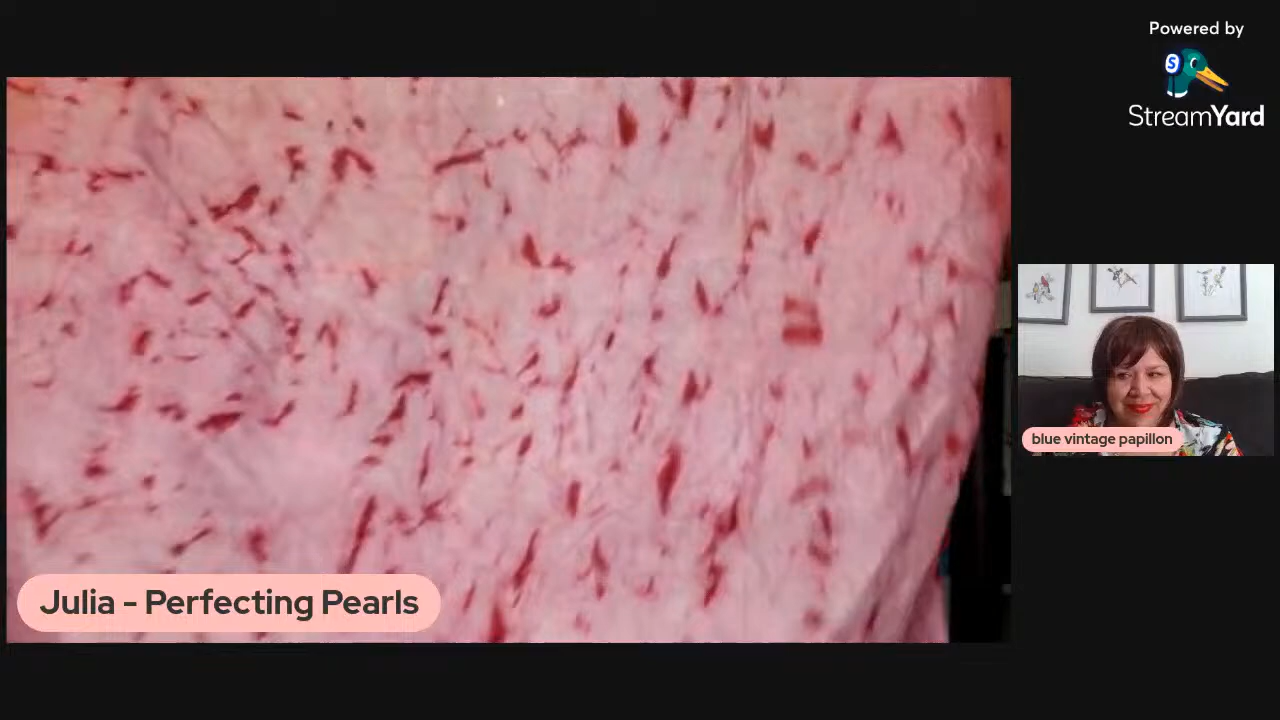 Powered by
S
StreamYard
blue vintage papillon
Julia - Perfecting Pearls